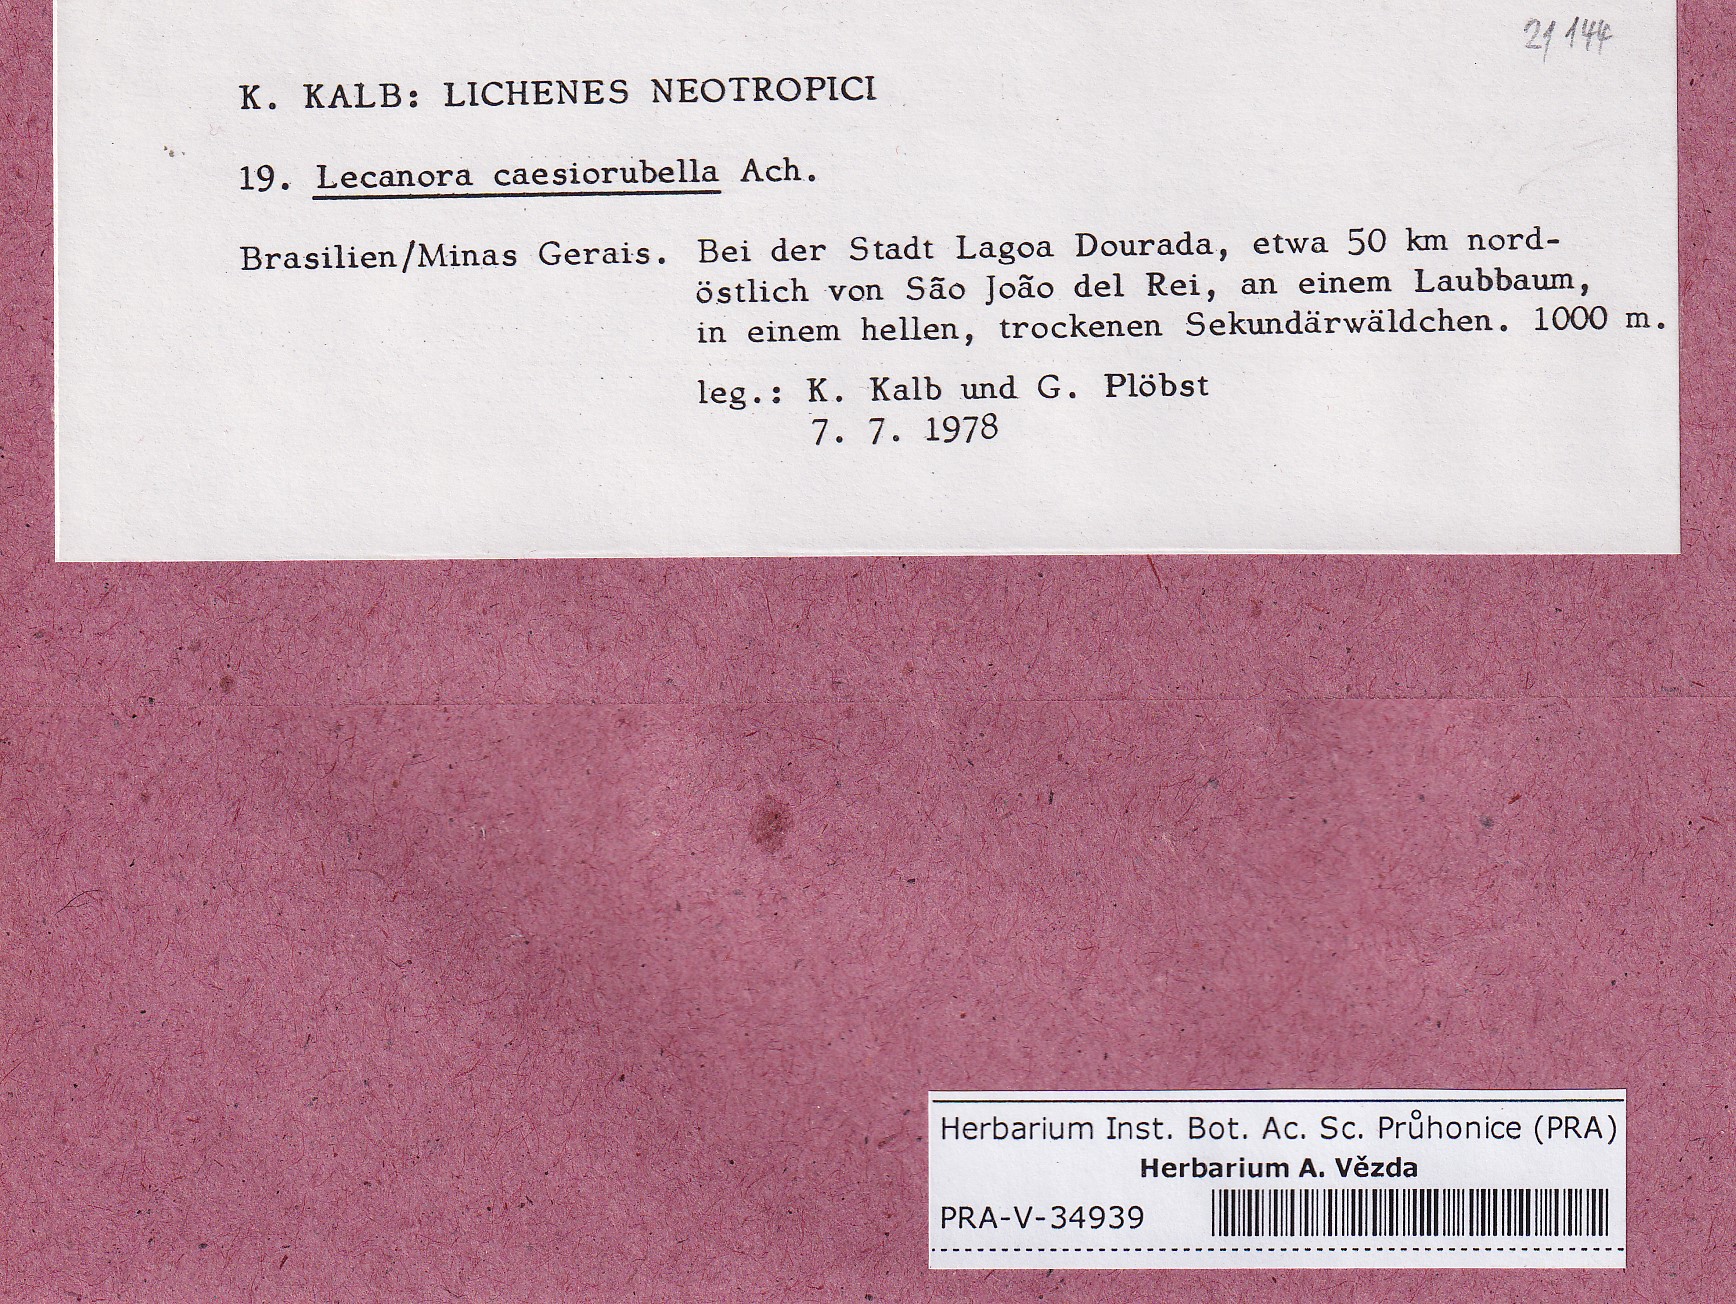 21144
K. KALB: LICHENES NEOTROPICI
19. Lecanora caesiorubella Ach.
Brasilien/Minas Gerais. Bei der Stadt Lagoa Dourada, etwa 50 km nord-
östlich von São João del Rei, an einem Laubbaum,
in einem hellen, trockenen Sekundärwäldchen. 1000 m.
leg.: K. Kalb und G. Plöbst
7. 7. 1978
Herbarium Inst. Bot. Ac. Sc. Průhonice (PRA)
Herbarium A. Vězda
PRA-V-34939